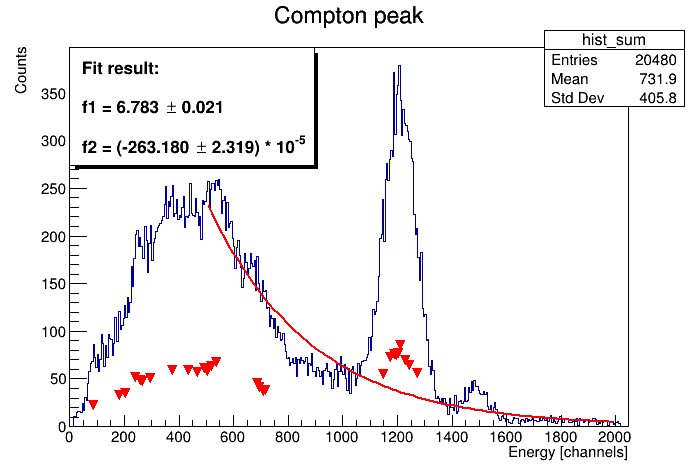 Compton peak
hist_sum
Entries 20480
Mean 731.9
Std Dev 405.8
Fit result:
f1 = 6.783 ± 0.021
f2 = (-263.180 ± 2.319) * 10^-5
Counts
350
300
250
200
150
100
50
0
0 200 400 600 800 1000 1200 1400 1600 1800 2000
Energy [channels]